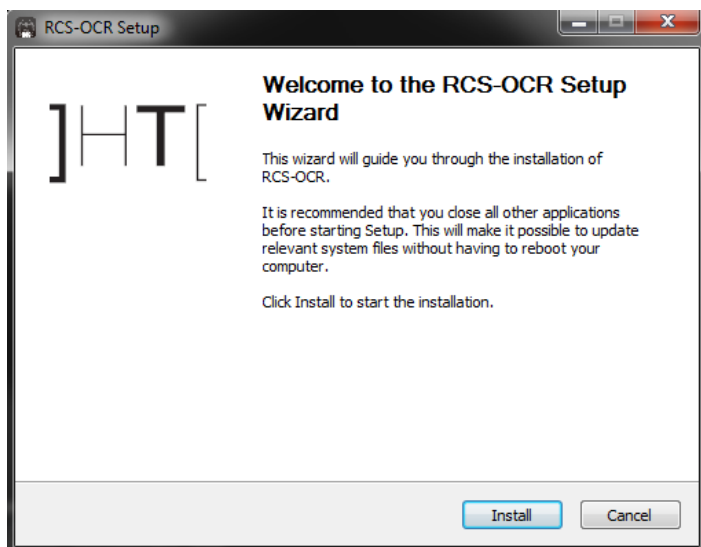 RCS-OCR Setup
]HT[
Welcome to the RCS-OCR Setup
Wizard
This wizard will guide you through the installation of
RCS-OCR.
It is recommended that you close all other applications
before starting Setup. This will make it possible to update
relevant system files without having to reboot your
computer.
Click Install to start the installation.
Install
Cancel